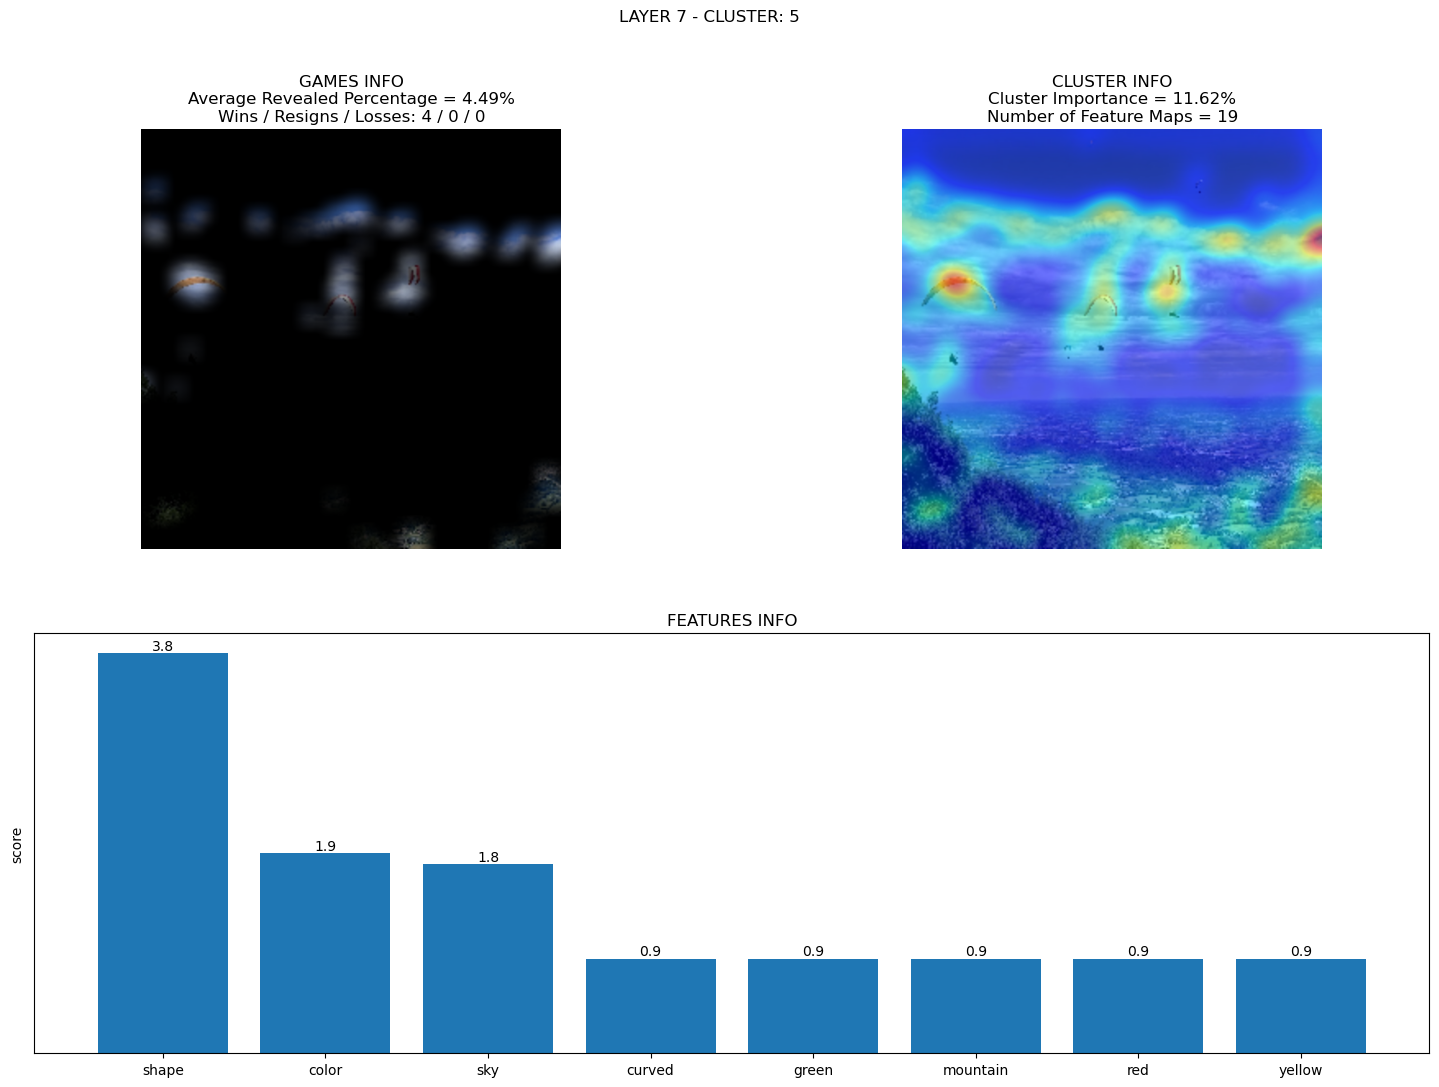 LAYER 7 - CLUSTER: 5
GAMES INFO
Average Revealed Percentage = 4.49%
Wins / Resigns / Losses: 4 / 0 / 0
CLUSTER INFO
Cluster Importance = 11.62%
Number of Feature Maps = 19
FEATURES INFO
score
3.8
1.9
1.8
0.9
0.9
0.9
0.9
0.9
shape
color
sky
curved
green
mountain
red
yellow